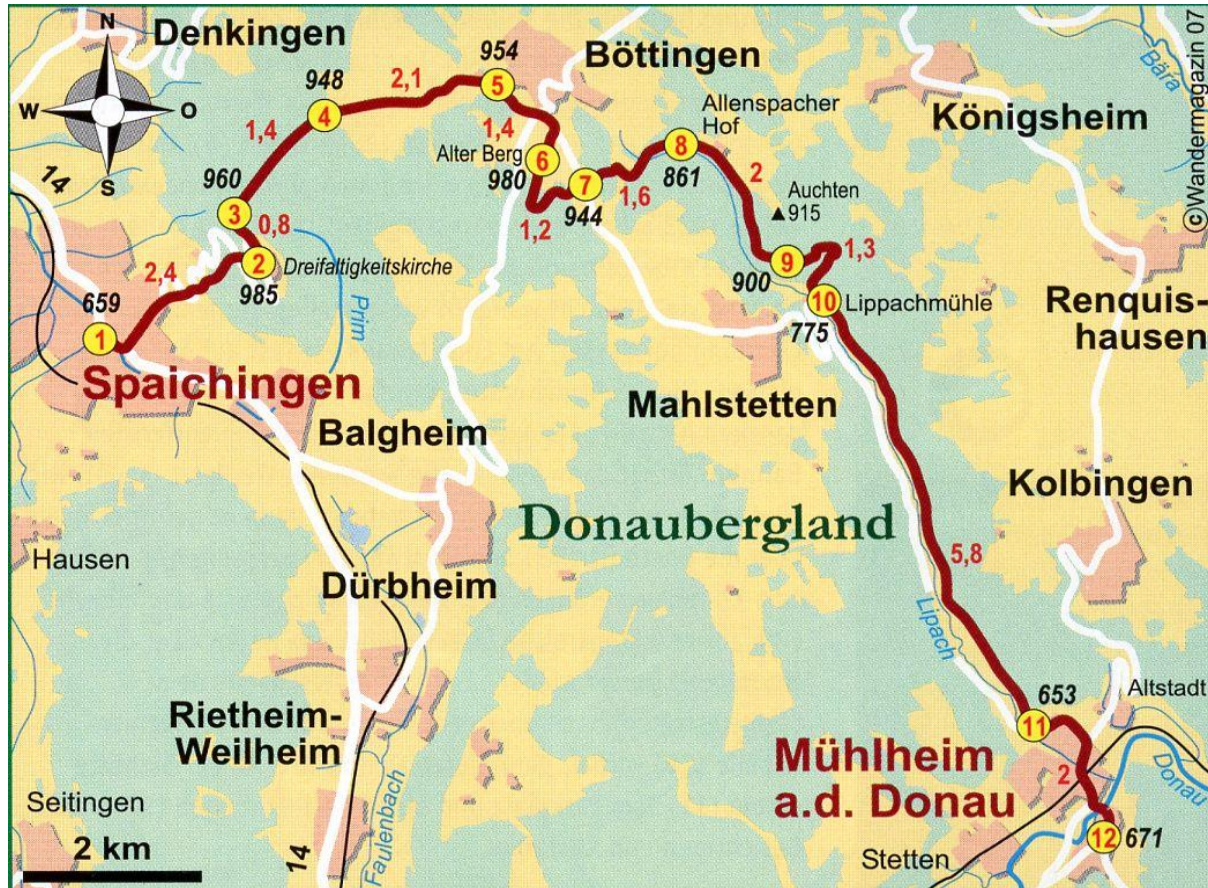 Denkingen
Böttingen
Königsheim
Bära
©Wandermagazin 07
N
W
O
S
14
948
2,1
954
5
4
1,4
1,4
Allenspacher
Hof
Alter Berg
6
980
8
861
7
944
1,6
1,2
2
Auchten
915
960
3
0,8
2
Dreifaltigkeitskirche
985
2,4
Prim
659
1
Spaichingen
9
900
1,3
10
Lippachmühle
775
Renquis-
hausen
Balgheim
Mahlstetten
Kolbingen
Donaubergland
5,8
Hausen
Dürbheim
Lipach
Rietheim-
Weilheim
Altstadt
653
11
Mühlheim
a.d. Donau
2
Donau
12
671
Stetten
Seitingen
2 km
14
Faulenbach